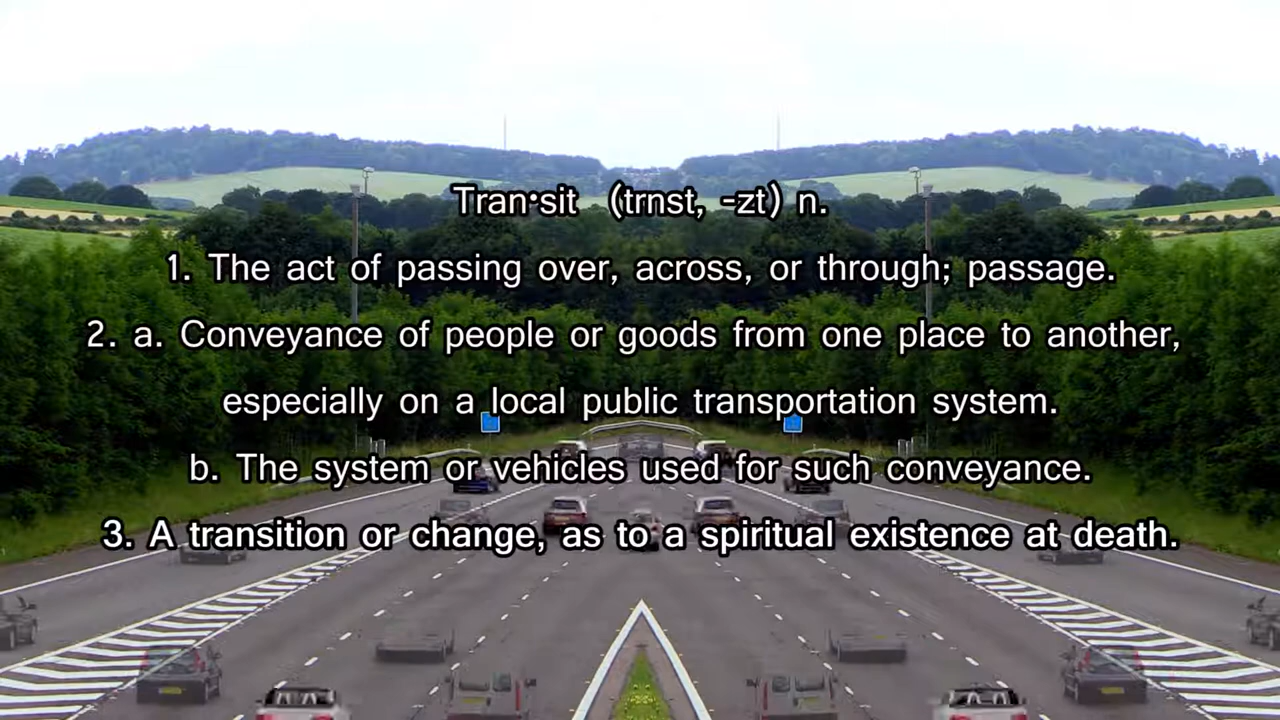 Tran•sit (trnst, -zt) n.
1. The act of passing over, across, or through; passage.
2. a. Conveyance of people or goods from one place to another,
especially on a local public transportation system.
b. The system or vehicles used for such conveyance.
3. A transition or change, as to a spiritual existence at death.